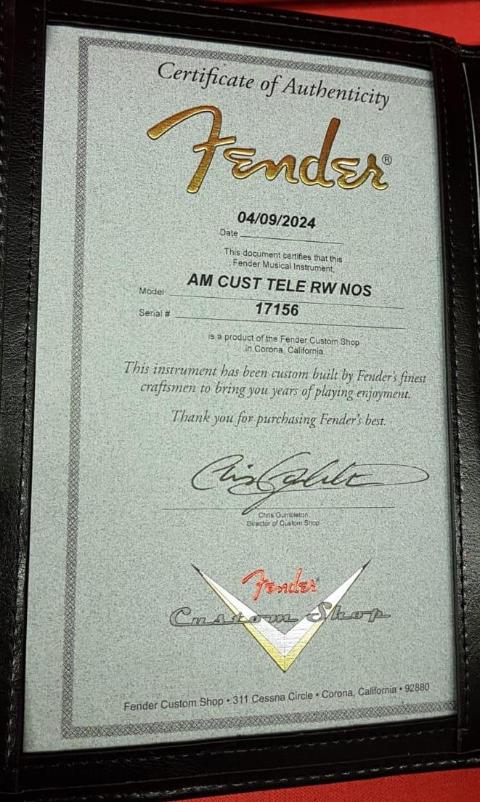 Certificate of Authenticity
Fender®
04/09/2024
Date
This document certifies that this
Fender Musical Instrument,
AM CUST TELE RW NOS
Model
17156
Serial #
is a product of the Fender Custom Shop
in Corona, California
This instrument has been custom built by Fender's finest
craftsmen to bring you years of playing enjoyment.
Thank you for purchasing Fender's best.
Chris
Director of Custom Shop
Fender
Custom Shop
Fender Custom Shop • 311 Cessna Circle • Corona, California • 92880